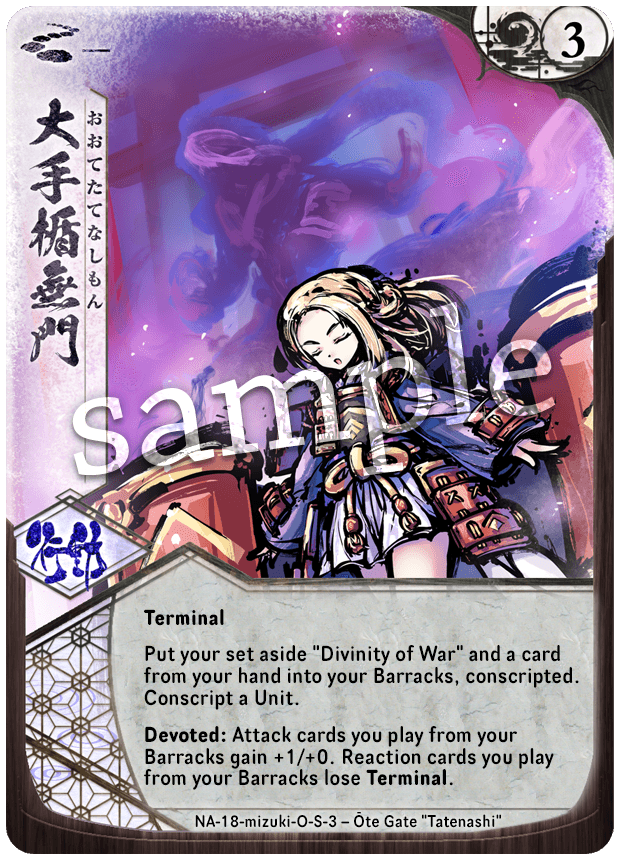 3
大手楯無門
おおてたてなしもん
sample
行動
Terminal
Put your set aside "Divinity of War" and a card
from your hand into your Barracks, conscripted.
Conscript a Unit.
Devoted: Attack cards you play from your
Barracks gain +1/+0. Reaction cards you play
from your Barracks lose Terminal.
NA-18-mizuki-O-S-3 – Ōte Gate "Tatenashi"